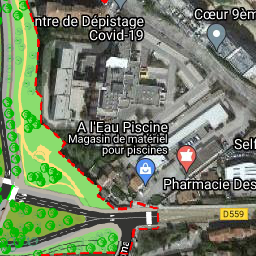 ntre de Dépistage
Covid-19
Cœur 9èm
A l'Eau Piscine
Magasin de matériel
pour piscines
Self
Pharmacie Des
D559